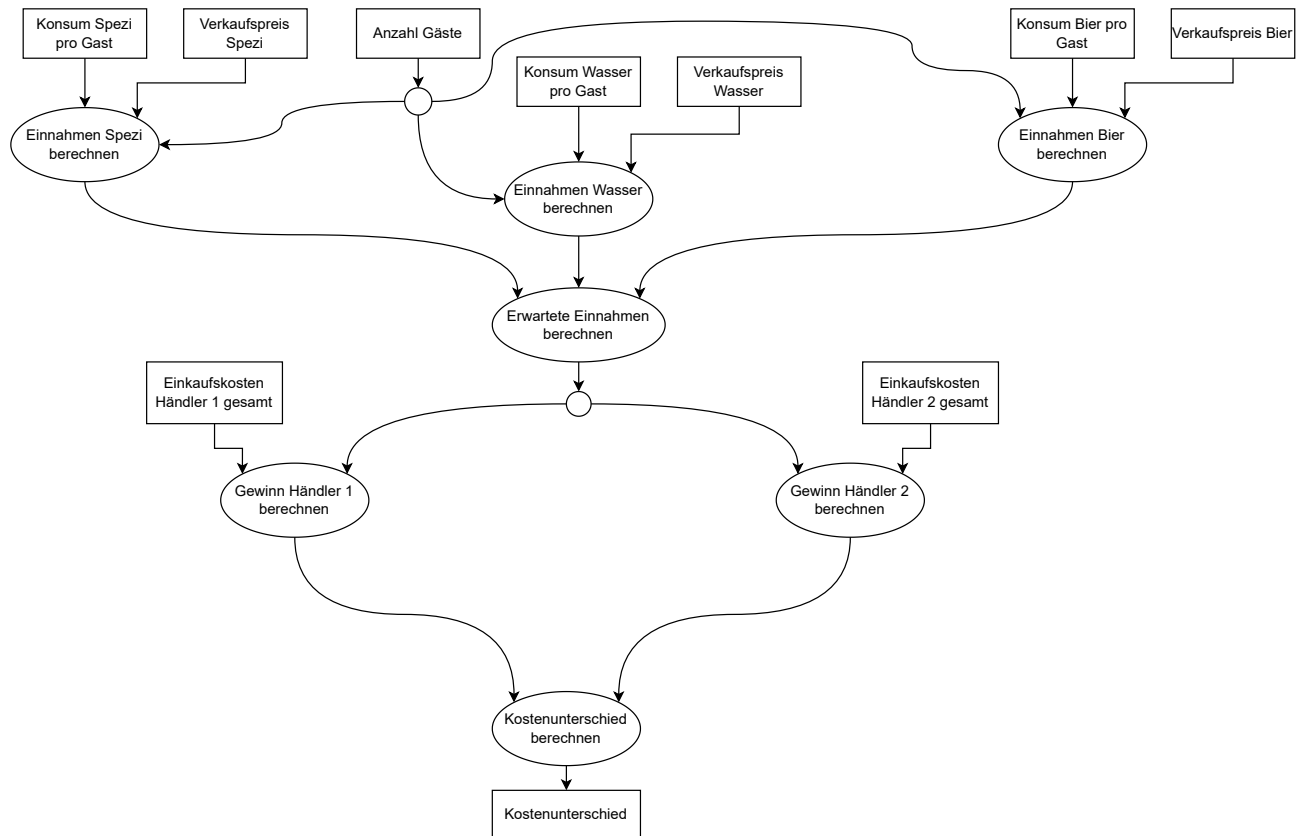 Konsum Spezi
pro Gast
Verkaufspreis
Spezi
Anzahl Gäste
Konsum Wasser
pro Gast
Verkaufspreis
Wasser
Konsum Bier pro
Gast
Verkaufspreis Bier
Einnahmen Spezi
berechnen
Einnahmen Wasser
berechnen
Einnahmen Bier
berechnen
Erwartete Einnahmen
berechnen
Einkaufskosten
Händler 1 gesamt
Einkaufskosten
Händler 2 gesamt
Gewinn Händler 1
berechnen
Gewinn Händler 2
berechnen
Kostenunterschied
berechnen
Kostenunterschied